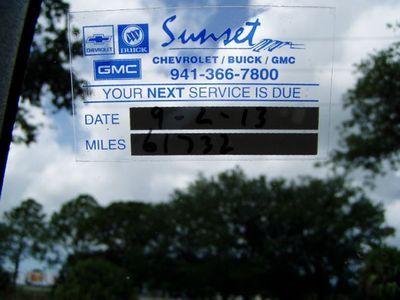 Sunset
CHEVROLET BUICK
CHEVROLET / BUICK / GMC
GMC
941-366-7800
YOUR NEXT SERVICE IS DUE
DATE 9-2-13
MILES 61732